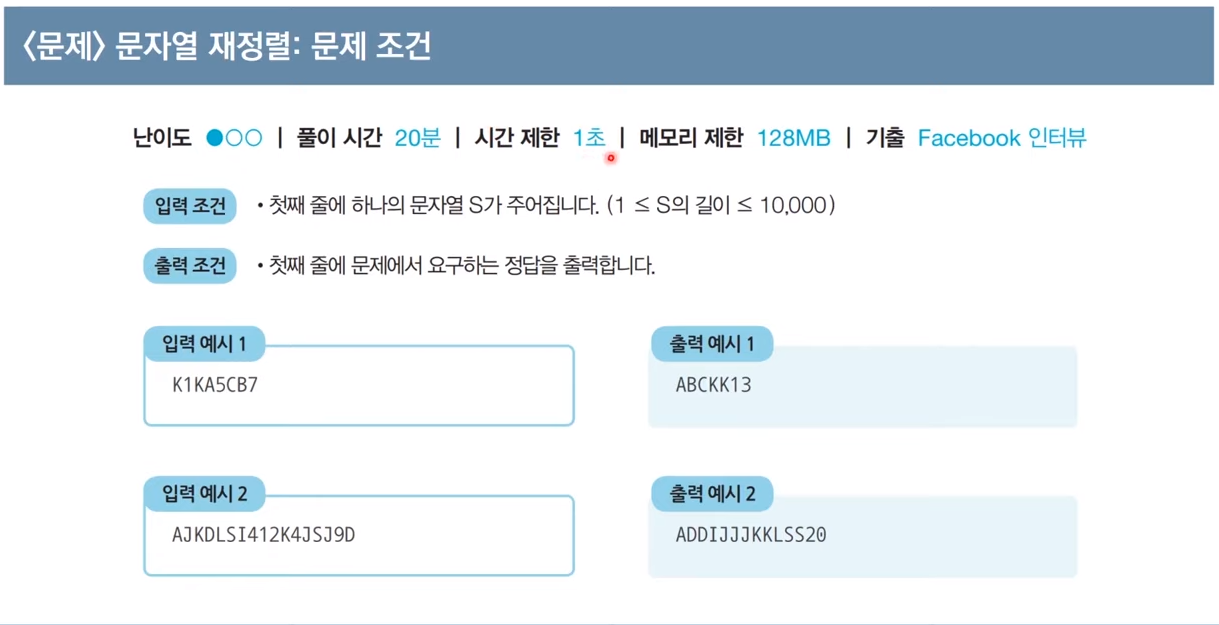 <문제> 문자열 재정렬: 문제 조건
난이도 ●○○ | 풀이 시간 20분 | 시간 제한 1초 | 메모리 제한 128MB | 기출 Facebook 인터뷰
입력 조건 • 첫째 줄에 하나의 문자열 S가 주어집니다. (1 ≤ S의 길이 ≤ 10,000)
출력 조건 • 첫째 줄에 문제에서 요구하는 정답을 출력합니다.
입력 예시 1
K1KA5CB7
출력 예시 1
ABCKK13
입력 예시 2
AJKDLSI412K4JSJ9D
출력 예시 2
ADDIJJJKKLSS20